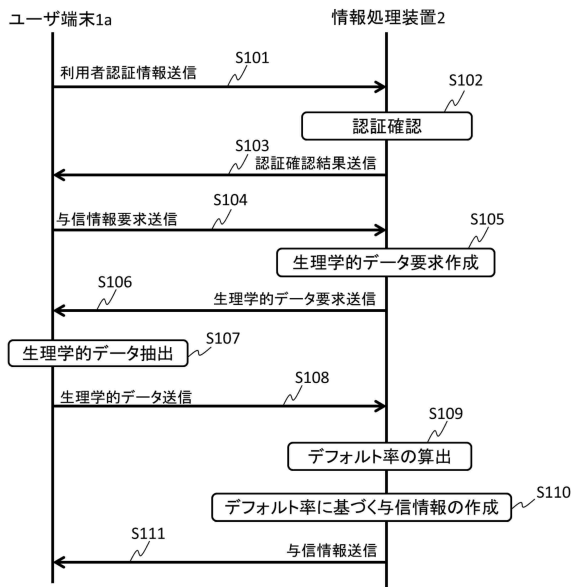 ユーザ端末1a
情報処理装置2
S101
利用者認証情報送信
S102
認証確認
S103
認証確認結果送信
S104
与信情報要求送信
S105
生理学的データ要求作成
S106
生理学的データ要求送信
S107
生理学的データ抽出
S108
生理学的データ送信
S109
デフォルト率の算出
S110
デフォルト率に基づく与信情報の作成
S111
与信情報送信